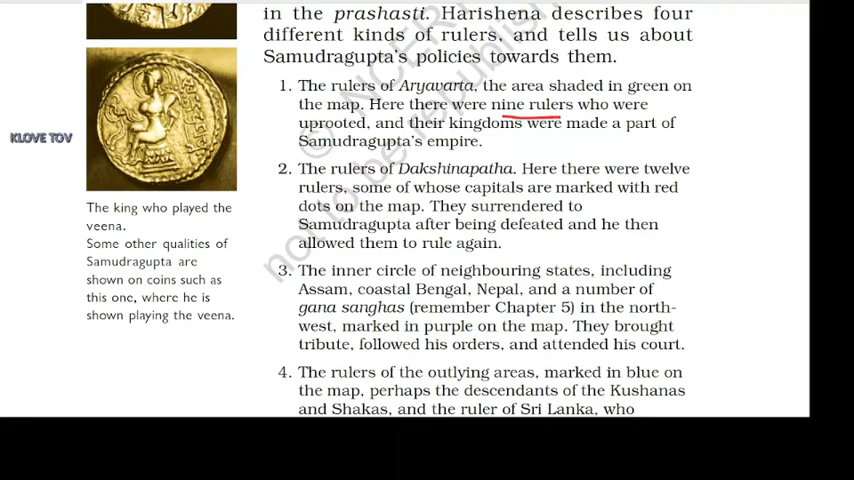 in the prashasti. Harishena describes four
different kinds of rulers, and tells us about
Samudragupta's policies towards them.
1. The rulers of Aryavarta, the area shaded in green on
the map. Here there were nine rulers who were
uprooted, and their kingdoms were made a part of
Samudragupta's empire.
2. The rulers of Dakshinapatha. Here there were twelve
rulers, some of whose capitals are marked with red
dots on the map. They surrendered to
Samudragupta after being defeated and he then
allowed them to rule again.
3. The inner circle of neighbouring states, including
Assam, coastal Bengal, Nepal, and a number of
gana sanghas (remember Chapter 5) in the north-
west, marked in purple on the map. They brought
tribute, followed his orders, and attended his court.
4. The rulers of the outlying areas, marked in blue on
the map, perhaps the descendants of the Kushanas
and Shakas, and the ruler of Sri Lanka, who
KLOVE TOV
The king who played the
veena.
Some other qualities of
Samudragupta are
shown on coins such as
this one, where he is
shown playing the veena.
© NCERT
not to be republish